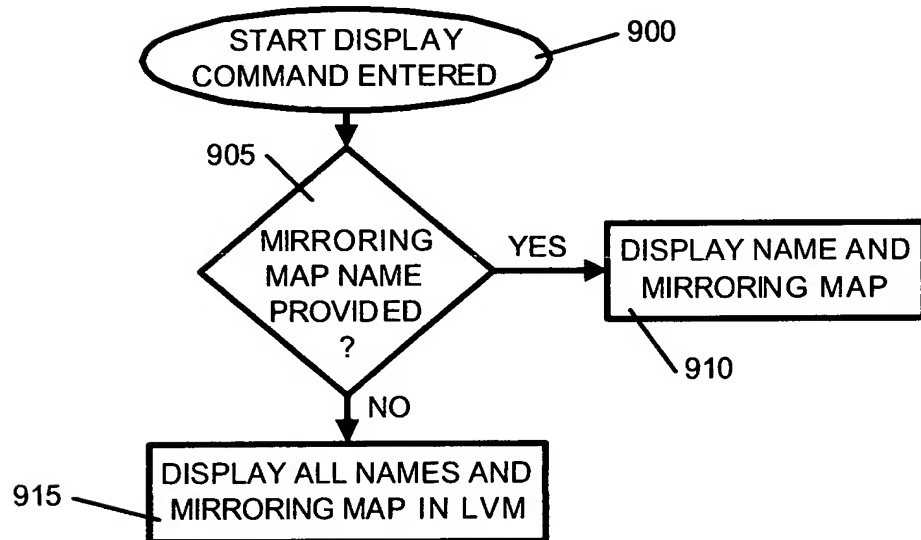 START DISPLAY
COMMAND ENTERED
900
905
MIRRORING
MAP NAME
PROVIDED
?
YES
DISPLAY NAME AND
MIRRORING MAP
910
NO
DISPLAY ALL NAMES AND
MIRRORING MAP IN LVM
915